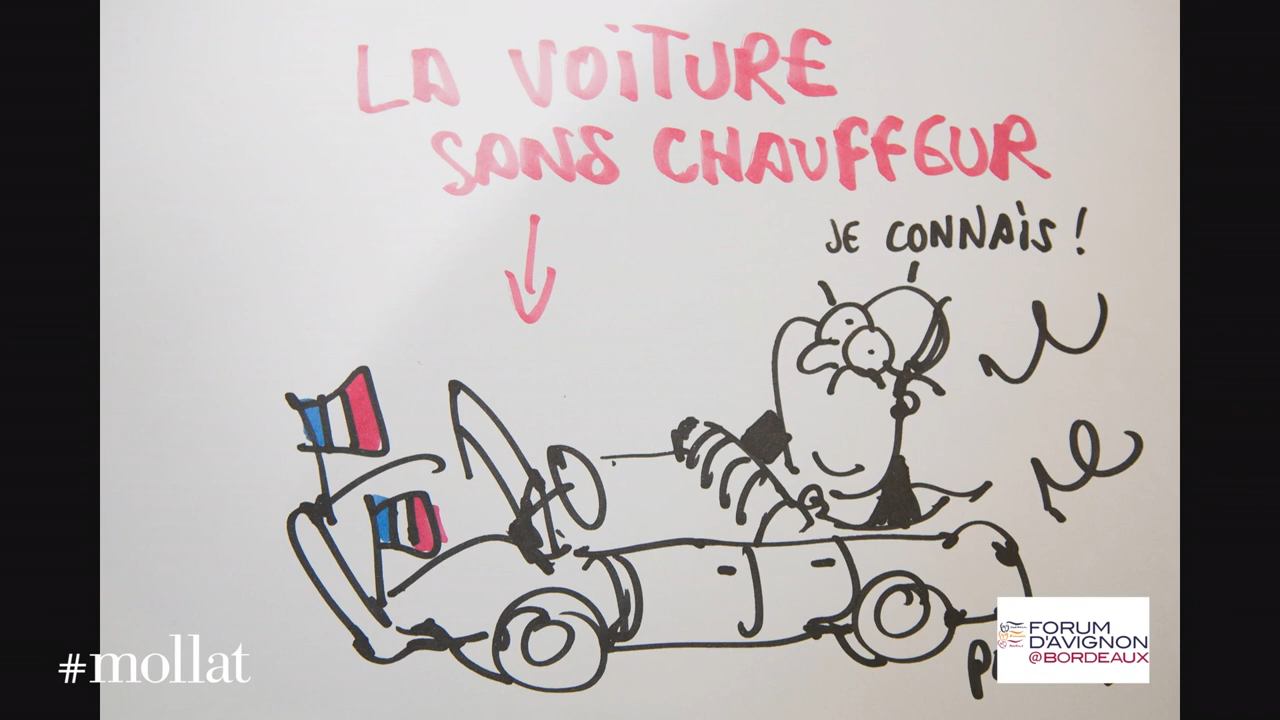 LA VOITURE
SANS CHAUFFEUR
JE CONNAIS !
#mollat
FORUM
D'AVIGNON
@BORDEAUX